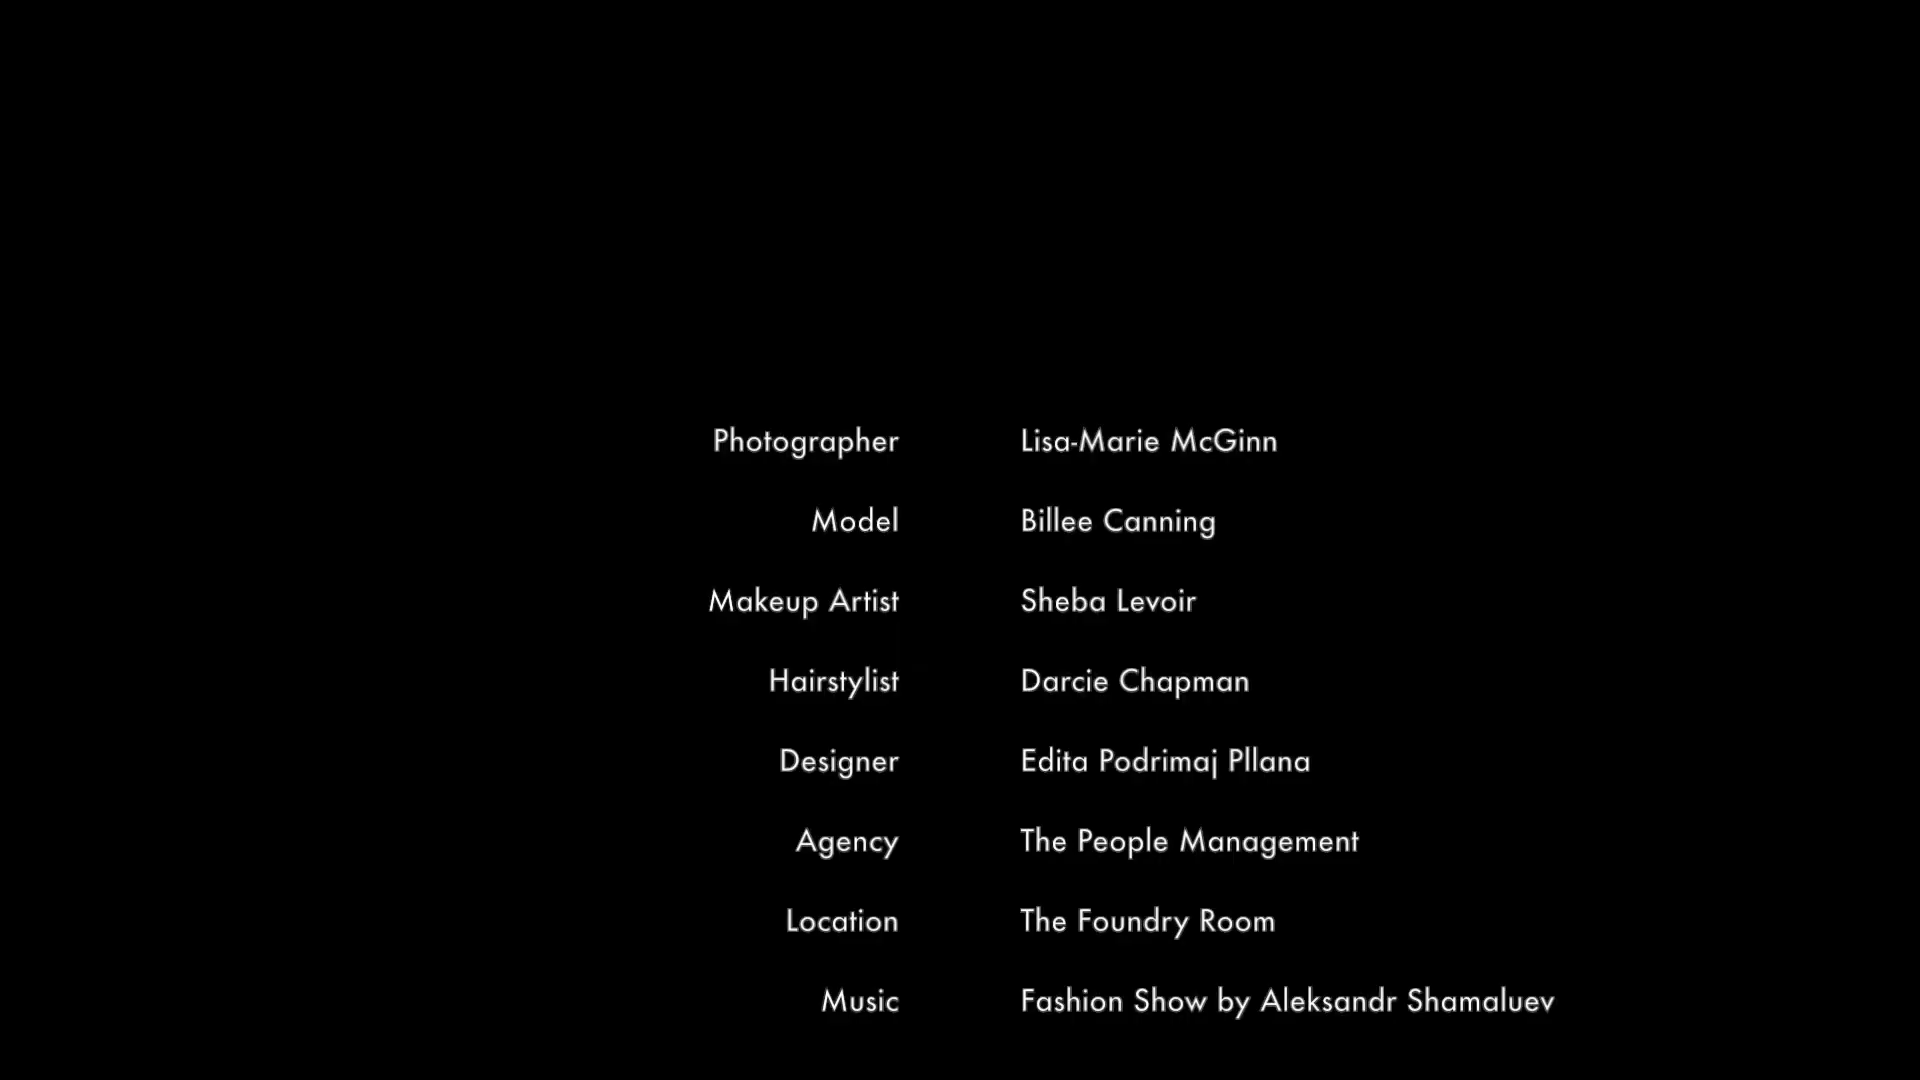 Photographer Lisa-Marie McGinn
Model Billee Canning
Makeup Artist Sheba Levoir
Hairstylist Darcie Chapman
Designer Edita Podrimaj Pllana
Agency The People Management
Location The Foundry Room
Music Fashion Show by Aleksandr Shamaluev